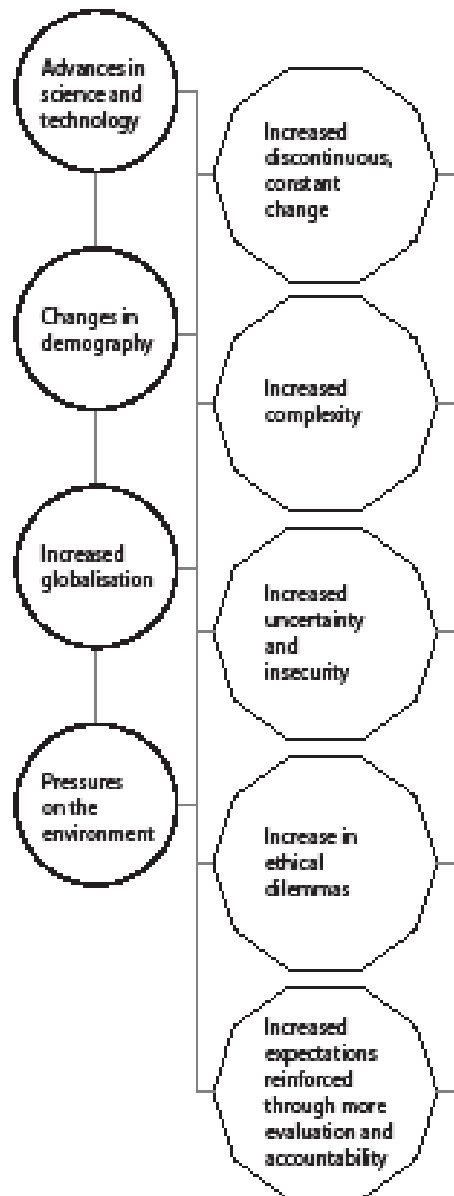 Advances in
science and
technology
Changes in
demography
Increased
globalisation
Pressures
on the
environment
Increased
discontinuous,
constant
change
Increased
complexity
Increased
uncertainty
and
insecurity
Increase in
ethical
dilemmas
Increased
expectations
reinforced
through more
evaluation and
accountability